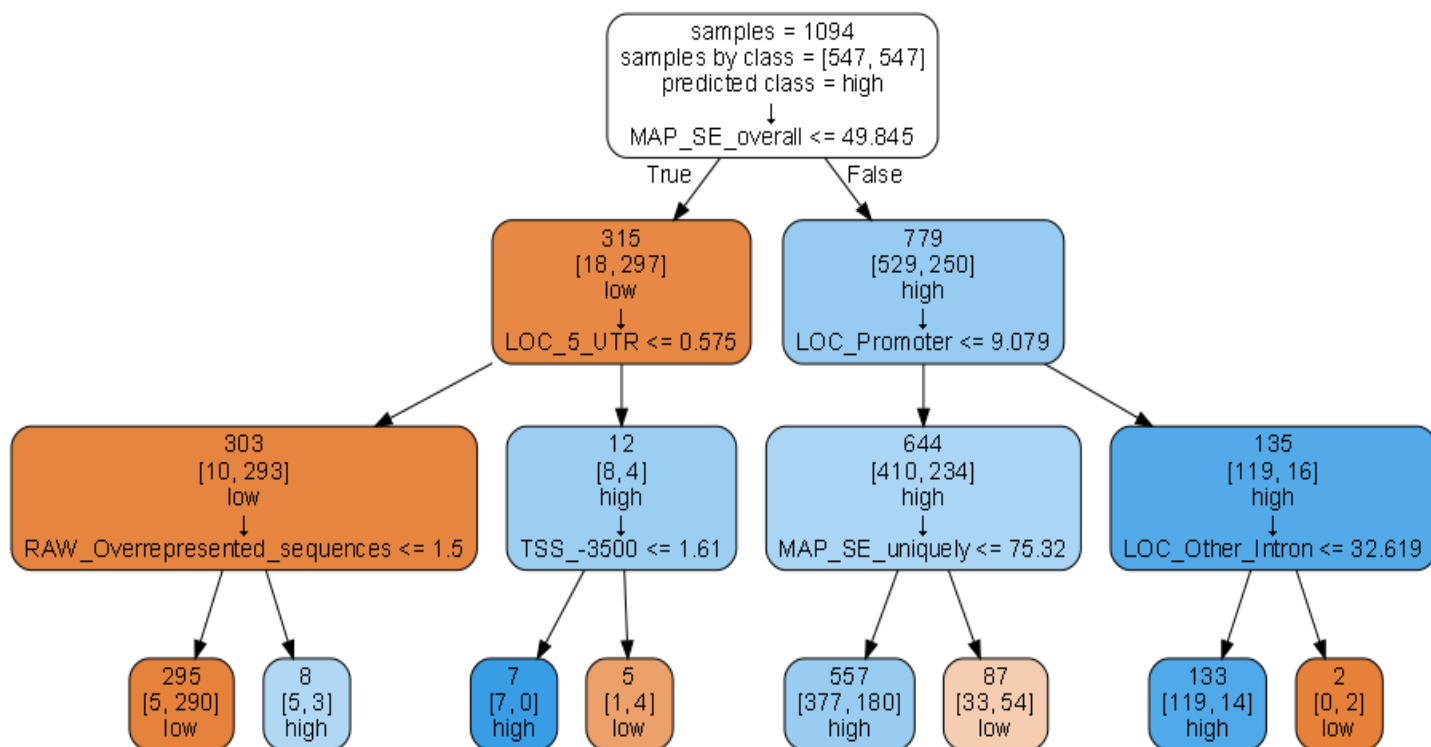 samples = 1094
samples by class = [547, 547]
predicted class = high
↓
MAP_SE_overall <= 49.845
True
False
315
[18, 297]
low
↓
LOC_5_UTR <= 0.575
779
[529, 250]
high
↓
LOC_Promoter <= 9.079
303
[10, 293]
low
↓
RAW_Overrepresented_sequences <= 1.5
12
[8, 4]
high
↓
TSS_-3500 <= 1.61
644
[410, 234]
high
↓
MAP_SE_uniquely <= 75.32
135
[119, 16]
high
↓
LOC_Other_Intron <= 32.619
295
[5, 290]
low
8
[5, 3]
high
7
[7, 0]
high
5
[1, 4]
low
557
[377, 180]
high
87
[33, 54]
low
133
[119, 14]
high
2
[0, 2]
low